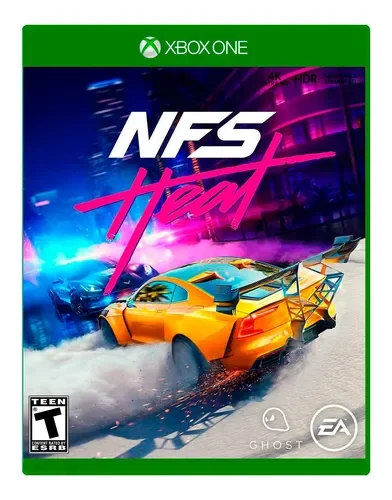 XBOX ONE
4K HDR
NFS
Heat
TEEN
T
CONTENT RATED BY
ESRB
GHOST
EA